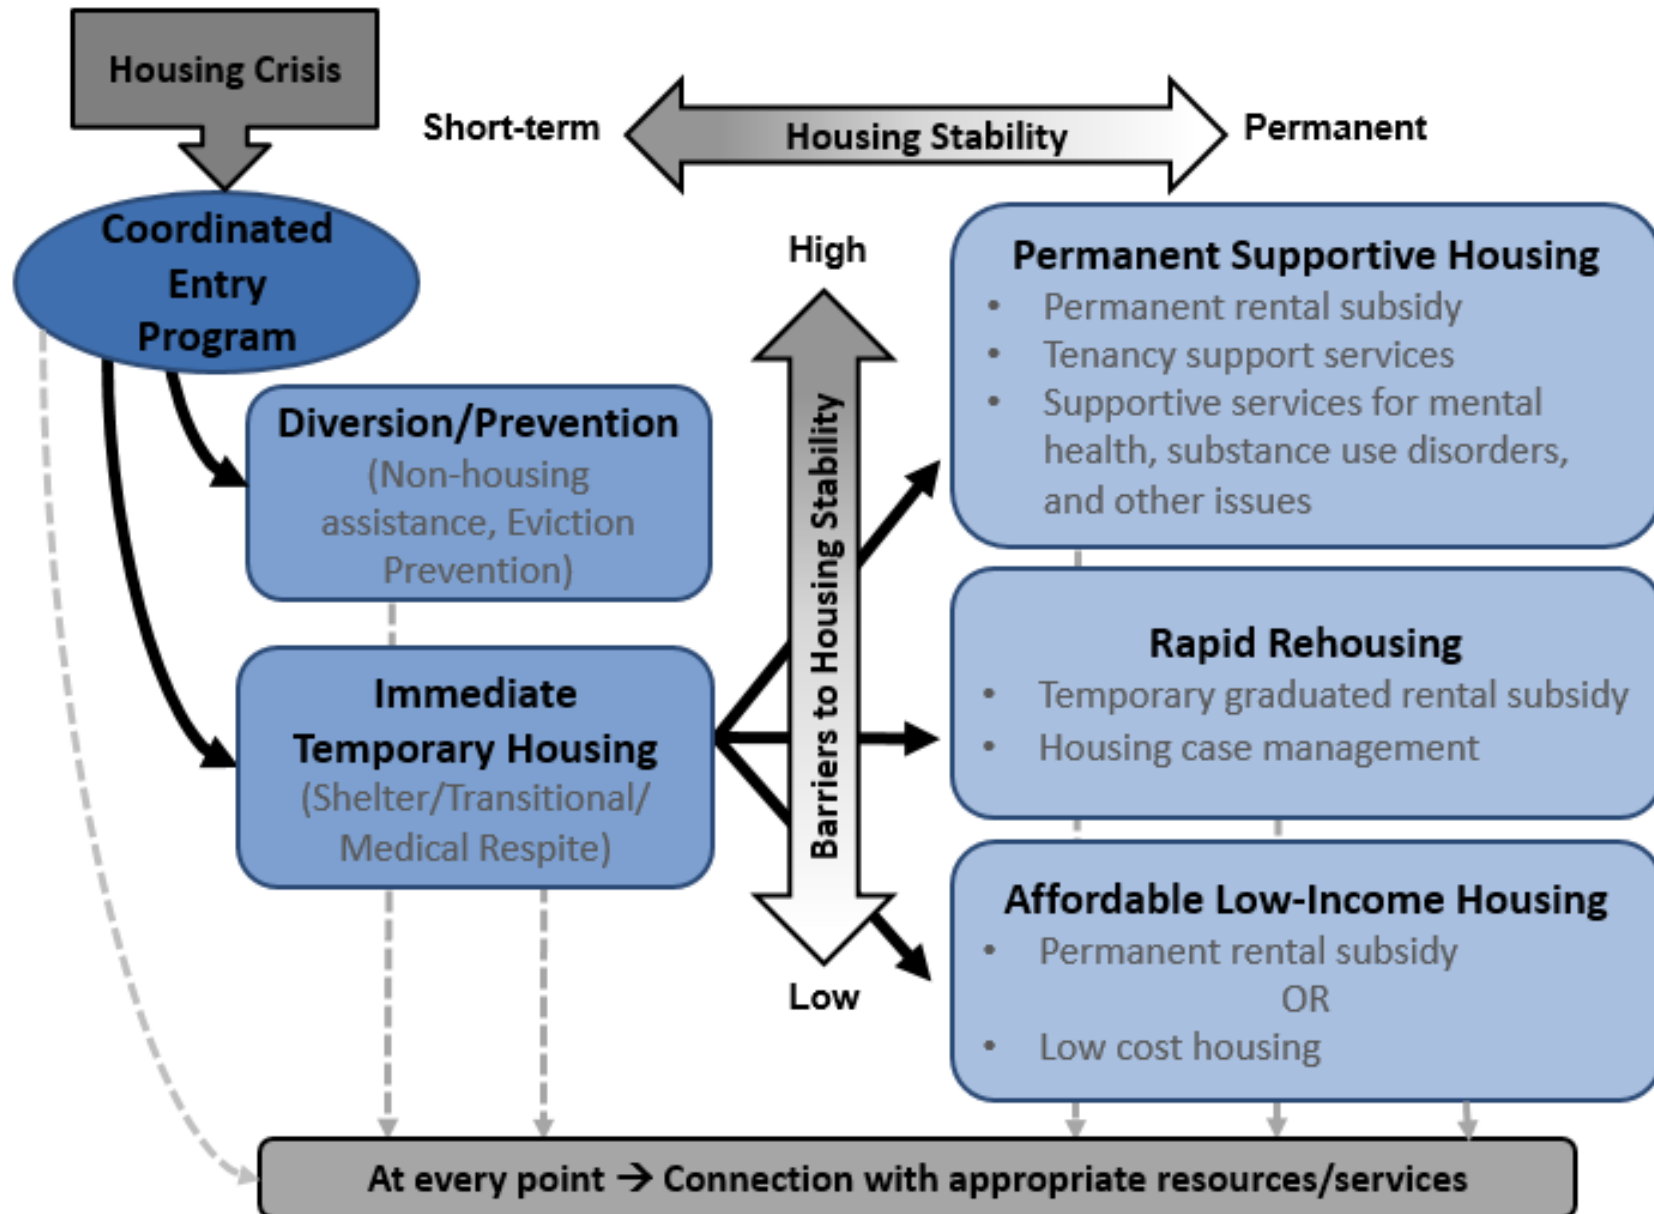 Housing Crisis
Short-term
Housing Stability
Permanent
Coordinated
Entry
Program
High
Barriers to Housing Stability
Low
Diversion/Prevention
(Non-housing
assistance, Eviction
Prevention)
Immediate
Temporary Housing
(Shelter/Transitional/
Medical Respite)
Permanent Supportive Housing
• Permanent rental subsidy
• Tenancy support services
• Supportive services for mental
health, substance use disorders,
and other issues
Rapid Rehousing
• Temporary graduated rental subsidy
• Housing case management
Affordable Low-Income Housing
• Permanent rental subsidy
OR
• Low cost housing
At every point → Connection with appropriate resources/services